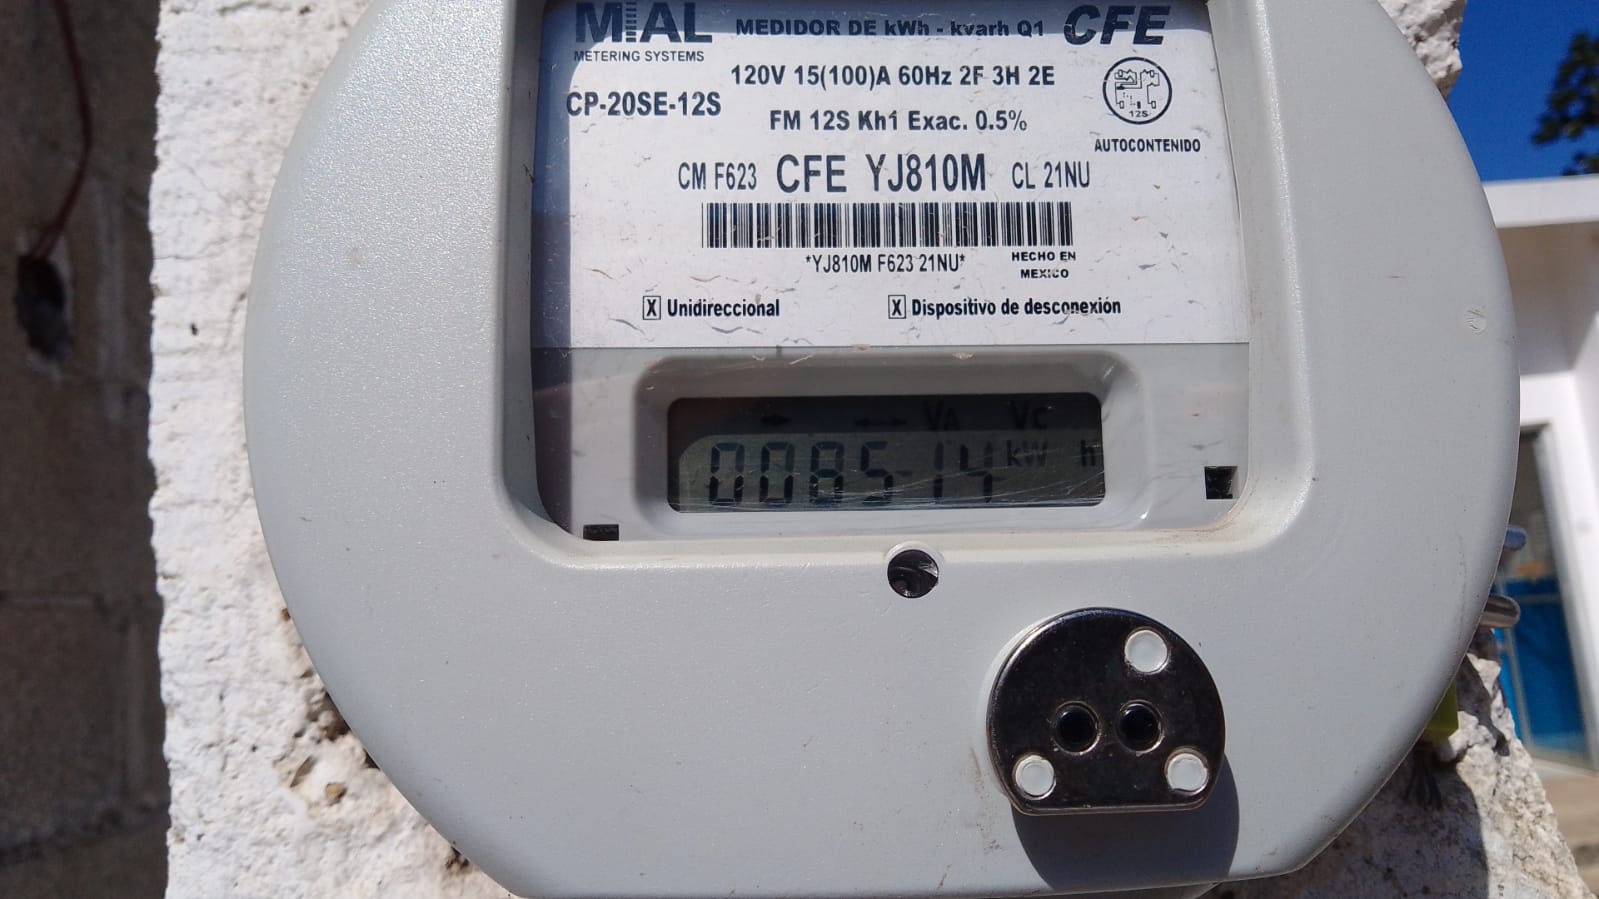 MIAL
METERING SYSTEMS
MEDIDOR DE kWh - kvarh Q1
CFE
120V 15(100)A 60Hz 2F 3H 2E
CP-20SE-12S
FM 12S Kh1 Exac. 0.5%
12S
AUTOCONTENIDO
CM F623 CFE YJ810M CL 21NU
*YJ810M F623 21NU*
HECHO EN
MEXICO
X Unidireccional
X Dispositivo de desconexión
VA VC
008514 kW h